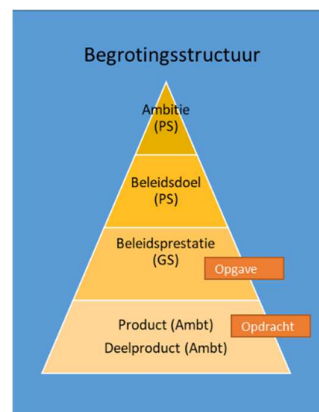 Begrotingsstructuur
Ambitie
(PS)
Beleidsdoel
(PS)
Beleidsprestatie
(GS)
Opgave
Product (Ambt)
Opdracht
Deelproduct (Ambt)